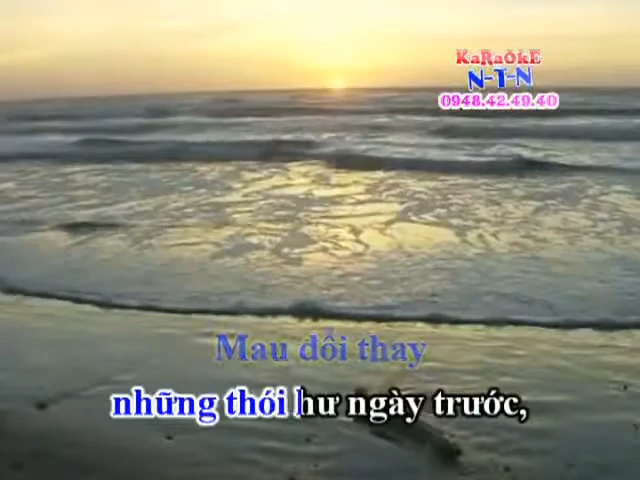 KaRaOkE
N-T-N
0948.42.49.40
Mau đổi thay
những thói hư ngày trước,